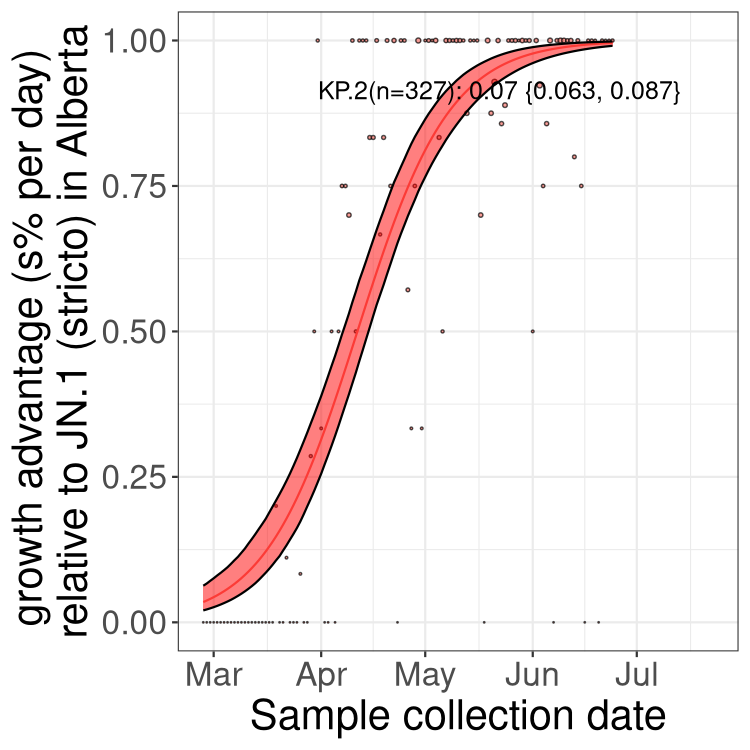 growth advantage (s% per day)
relative to JN.1 (stricto) in Alberta
1.00
0.75
0.50
0.25
0.00
KP.2(n=327): 0.07 {0.063, 0.087}
Mar Apr May Jun Jul
Sample collection date